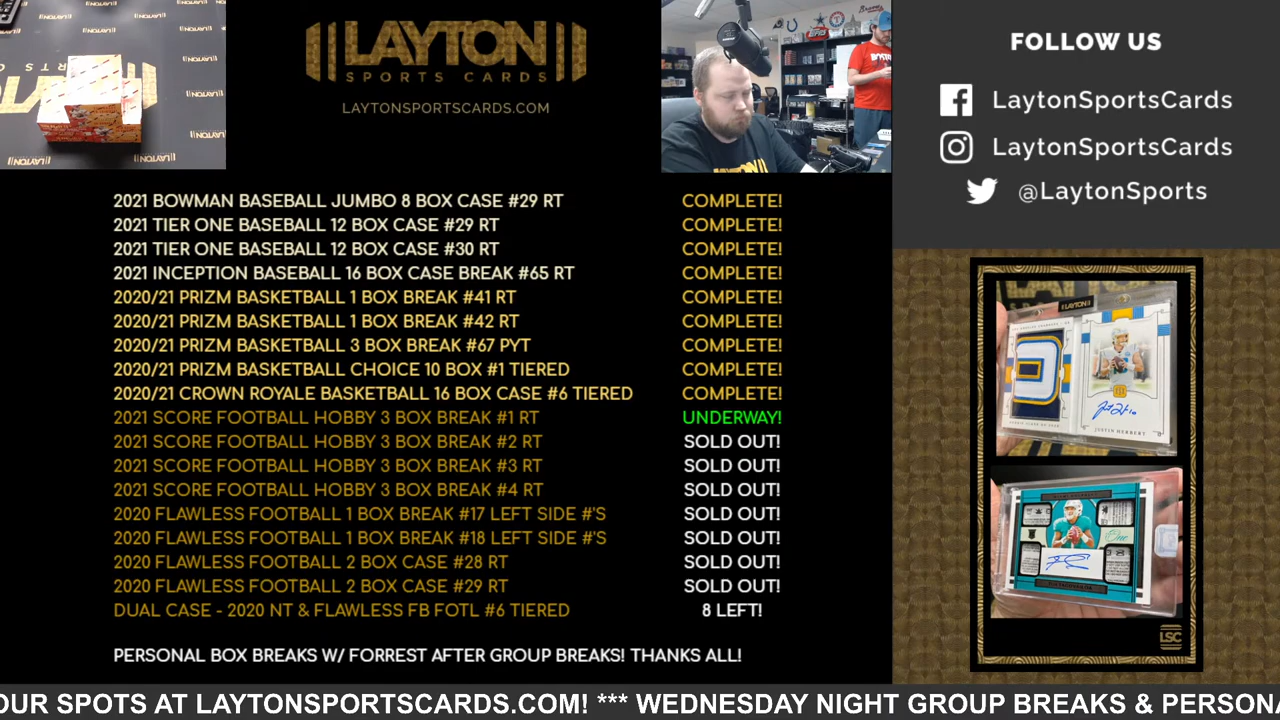 LAYTON
SPORTS CARDS
LAYTONSPORTSCARDS.COM
FOLLOW US
LaytonSportsCards
LaytonSportsCards
@LaytonSports
2021 BOWMAN BASEBALL JUMBO 8 BOX CASE #29 RT COMPLETE!
2021 TIER ONE BASEBALL 12 BOX CASE #29 RT COMPLETE!
2021 TIER ONE BASEBALL 12 BOX CASE #30 RT COMPLETE!
2021 INCEPTION BASEBALL 16 BOX CASE BREAK #65 RT COMPLETE!
2020/21 PRIZM BASKETBALL 1 BOX BREAK #41 RT COMPLETE!
2020/21 PRIZM BASKETBALL 1 BOX BREAK #42 RT COMPLETE!
2020/21 PRIZM BASKETBALL 3 BOX BREAK #67 PYT COMPLETE!
2020/21 PRIZM BASKETBALL CHOICE 10 BOX #1 TIERED COMPLETE!
2020/21 CROWN ROYALE BASKETBALL 16 BOX CASE #6 TIERED COMPLETE!
2021 SCORE FOOTBALL HOBBY 3 BOX BREAK #1 RT UNDERWAY!
2021 SCORE FOOTBALL HOBBY 3 BOX BREAK #2 RT SOLD OUT!
2021 SCORE FOOTBALL HOBBY 3 BOX BREAK #3 RT SOLD OUT!
2021 SCORE FOOTBALL HOBBY 3 BOX BREAK #4 RT SOLD OUT!
2020 FLAWLESS FOOTBALL 1 BOX BREAK #17 LEFT SIDE #'S SOLD OUT!
2020 FLAWLESS FOOTBALL 1 BOX BREAK #18 LEFT SIDE #'S SOLD OUT!
2020 FLAWLESS FOOTBALL 2 BOX CASE #28 RT SOLD OUT!
2020 FLAWLESS FOOTBALL 2 BOX CASE #29 RT SOLD OUT!
DUAL CASE - 2020 NT & FLAWLESS FB FOTL #6 TIERED 8 LEFT!
PERSONAL BOX BREAKS W/ FORREST AFTER GROUP BREAKS! THANKS ALL!
LAYTON
JUSTIN HERBERT
LSC
OUR SPOTS AT LAYTONSPORTSCARDS.COM! *** WEDNESDAY NIGHT GROUP BREAKS & PERSONA